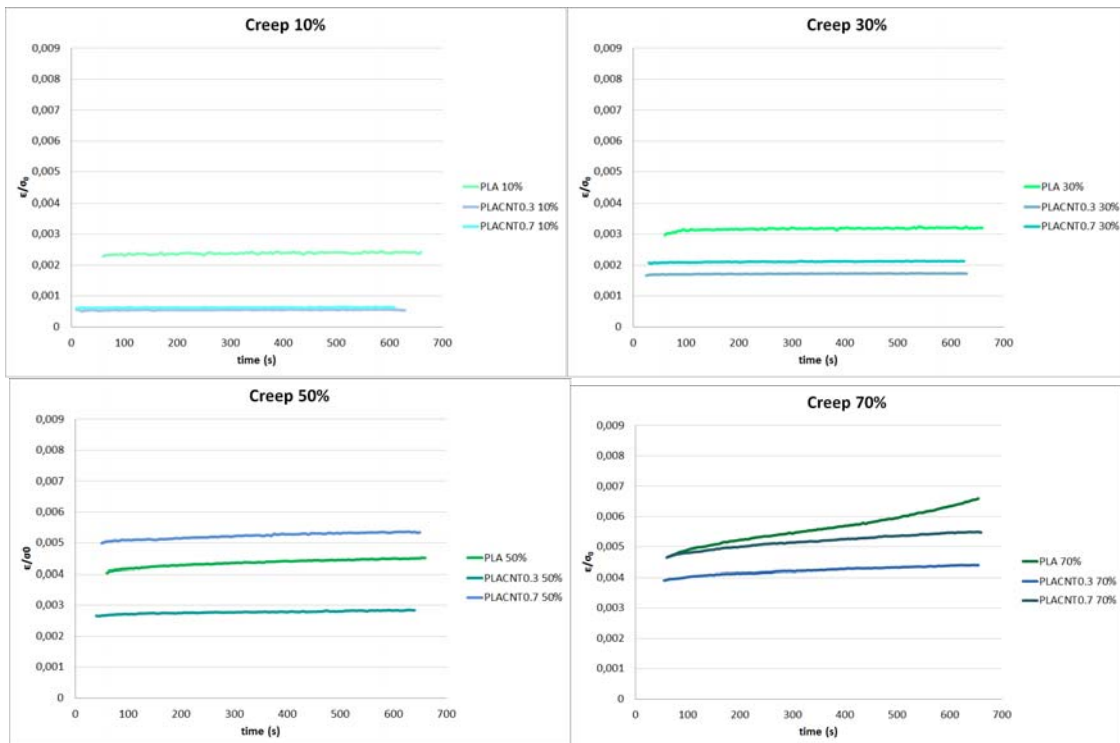 Creep 10%
0,009
0,008
0,007
0,006
0,005
0,004
0,003
0,002
0,001
0
ε/σ₀
0 100 200 300 400 500 600 700
time (s)
PLA 10%
PLACNT0.3 10%
PLACNT0.7 10%
Creep 30%
0,009
0,008
0,007
0,006
0,005
0,004
0,003
0,002
0,001
0
ε/σ₀
0 100 200 300 400 500 600 700
time (s)
PLA 30%
PLACNT0.3 30%
PLACNT0.7 30%
Creep 50%
0,009
0,008
0,007
0,006
0,005
0,004
0,003
0,002
0,001
0
ε/σ0
0 100 200 300 400 500 600 700
time (s)
PLA 50%
PLACNT0.3 50%
PLACNT0.7 50%
Creep 70%
0,009
0,008
0,007
0,006
0,005
0,004
0,003
0,002
0,001
0
ε/σ₀
0 100 200 300 400 500 600 700
time (s)
PLA 70%
PLACNT0.3 70%
PLACNT0.7 70%